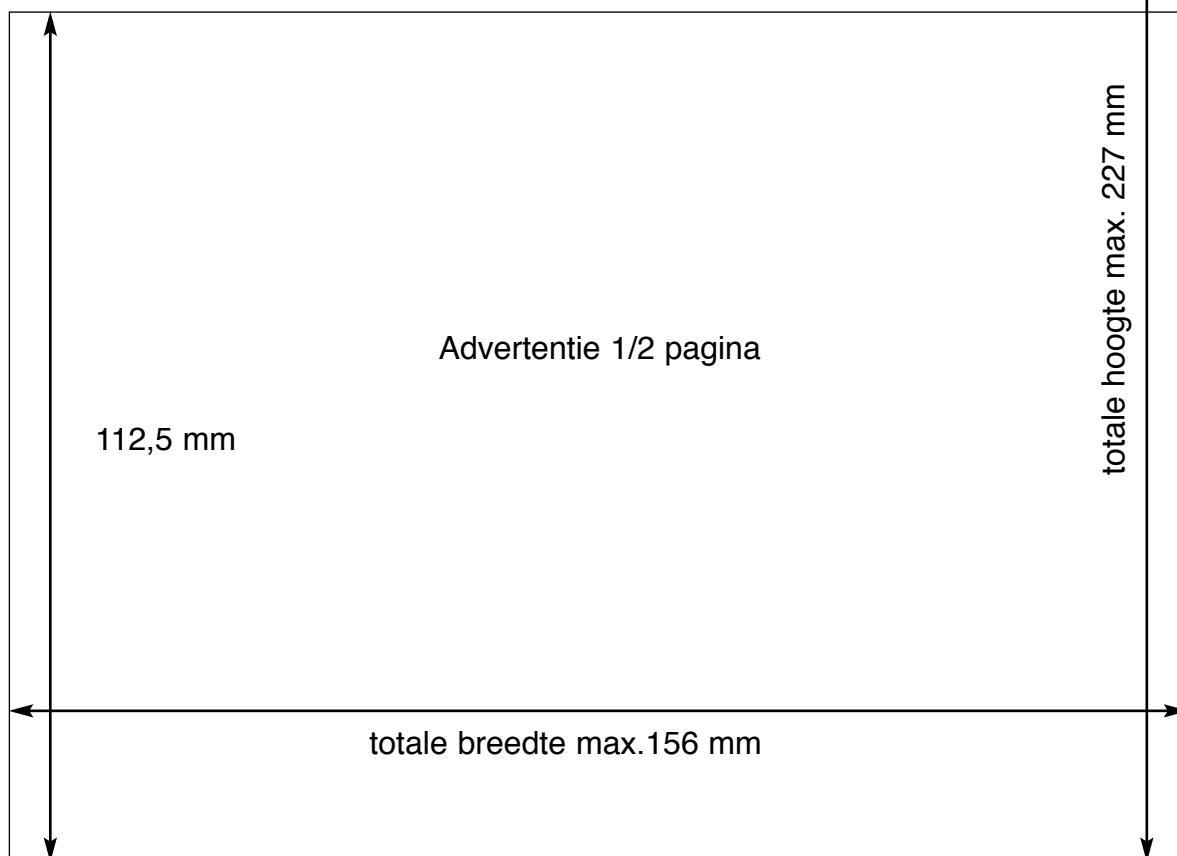 totale hoogte max. 227 mm
Advertentie 1/2 pagina
112,5 mm
totale breedte max.156 mm